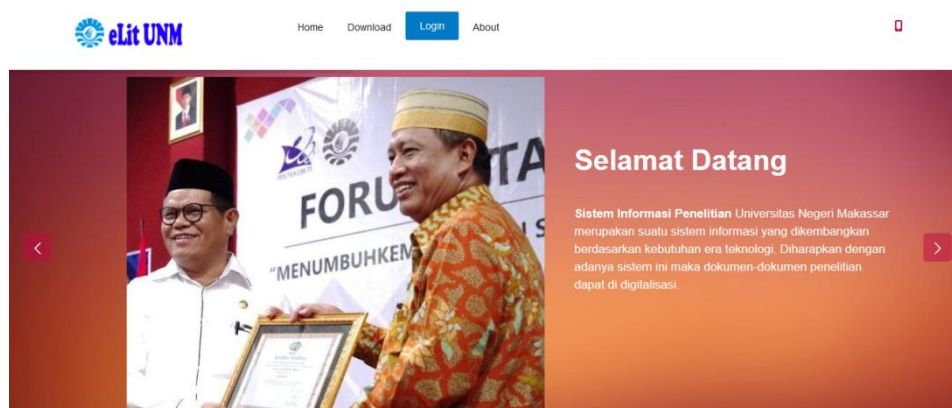 eLit UNM
Home Download Login About
FORU TA
"MENUMBUHKEM
Selamat Datang
Sistem Informasi Penelitian Universitas Negeri Makassar
merupakan suatu sistem informasi yang dikembangkan
berdasarkan kebutuhan era teknologi. Diharapkan dengan
adanya sistem ini maka dokumen-dokumen penelitian
dapat di digitalisasi.